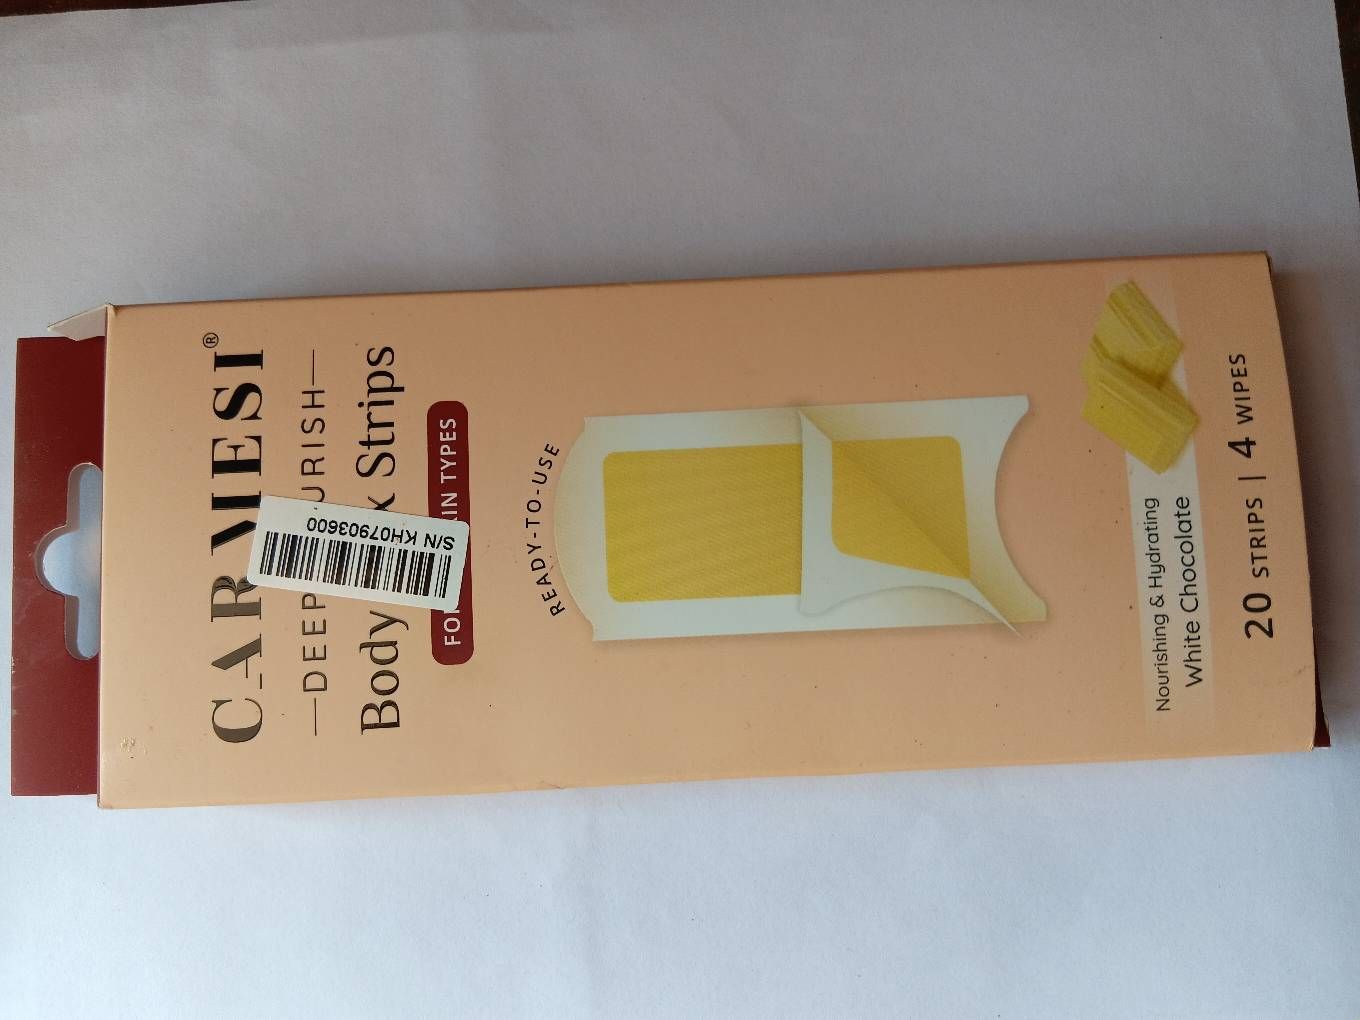 CARMESI®
DEEP URISH
Body Strips
FO IN TYPES
S/N KH07903600
READY-TO-USE
Nourishing & Hydrating
White Chocolate
20 STRIPS | 4 WIPES